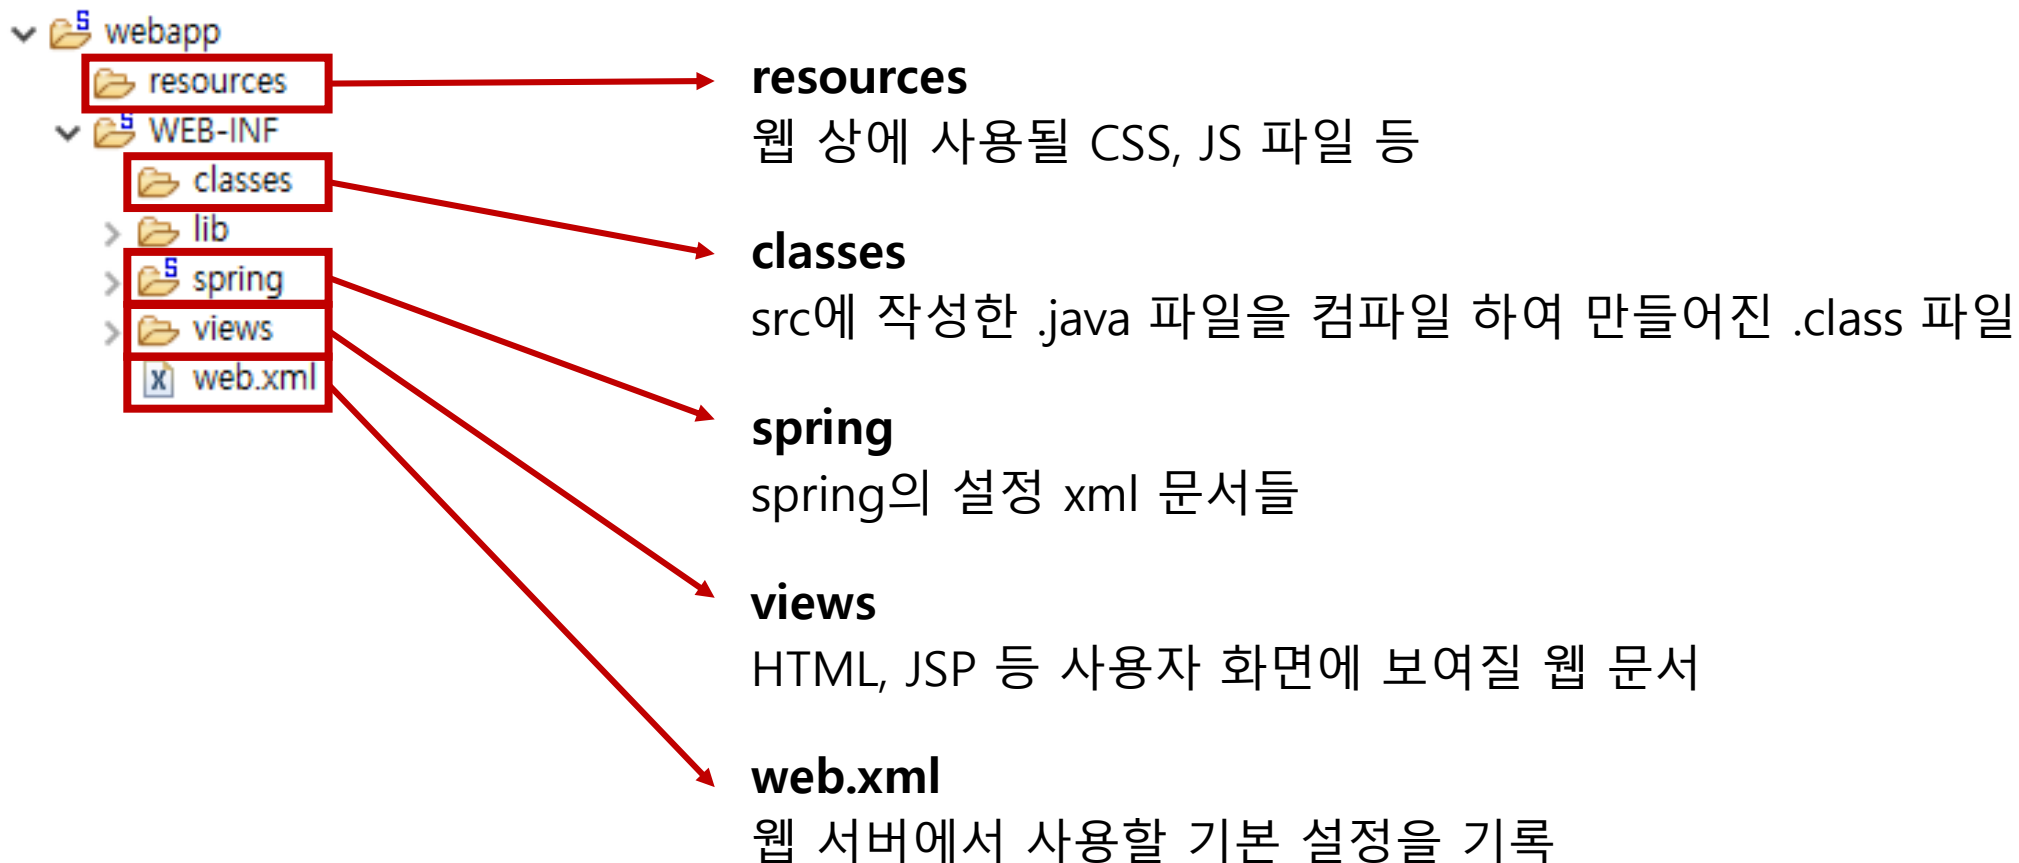 webapp
resources
WEB-INF
classes
lib
spring
views
web.xml
resources
웹 상에 사용될 CSS, JS 파일 등
classes
src에 작성한 .java 파일을 컴파일 하여 만들어진 .class 파일
spring
spring의 설정 xml 문서들
views
HTML, JSP 등 사용자 화면에 보여질 웹 문서
web.xml
웹 서버에서 사용할 기본 설정을 기록